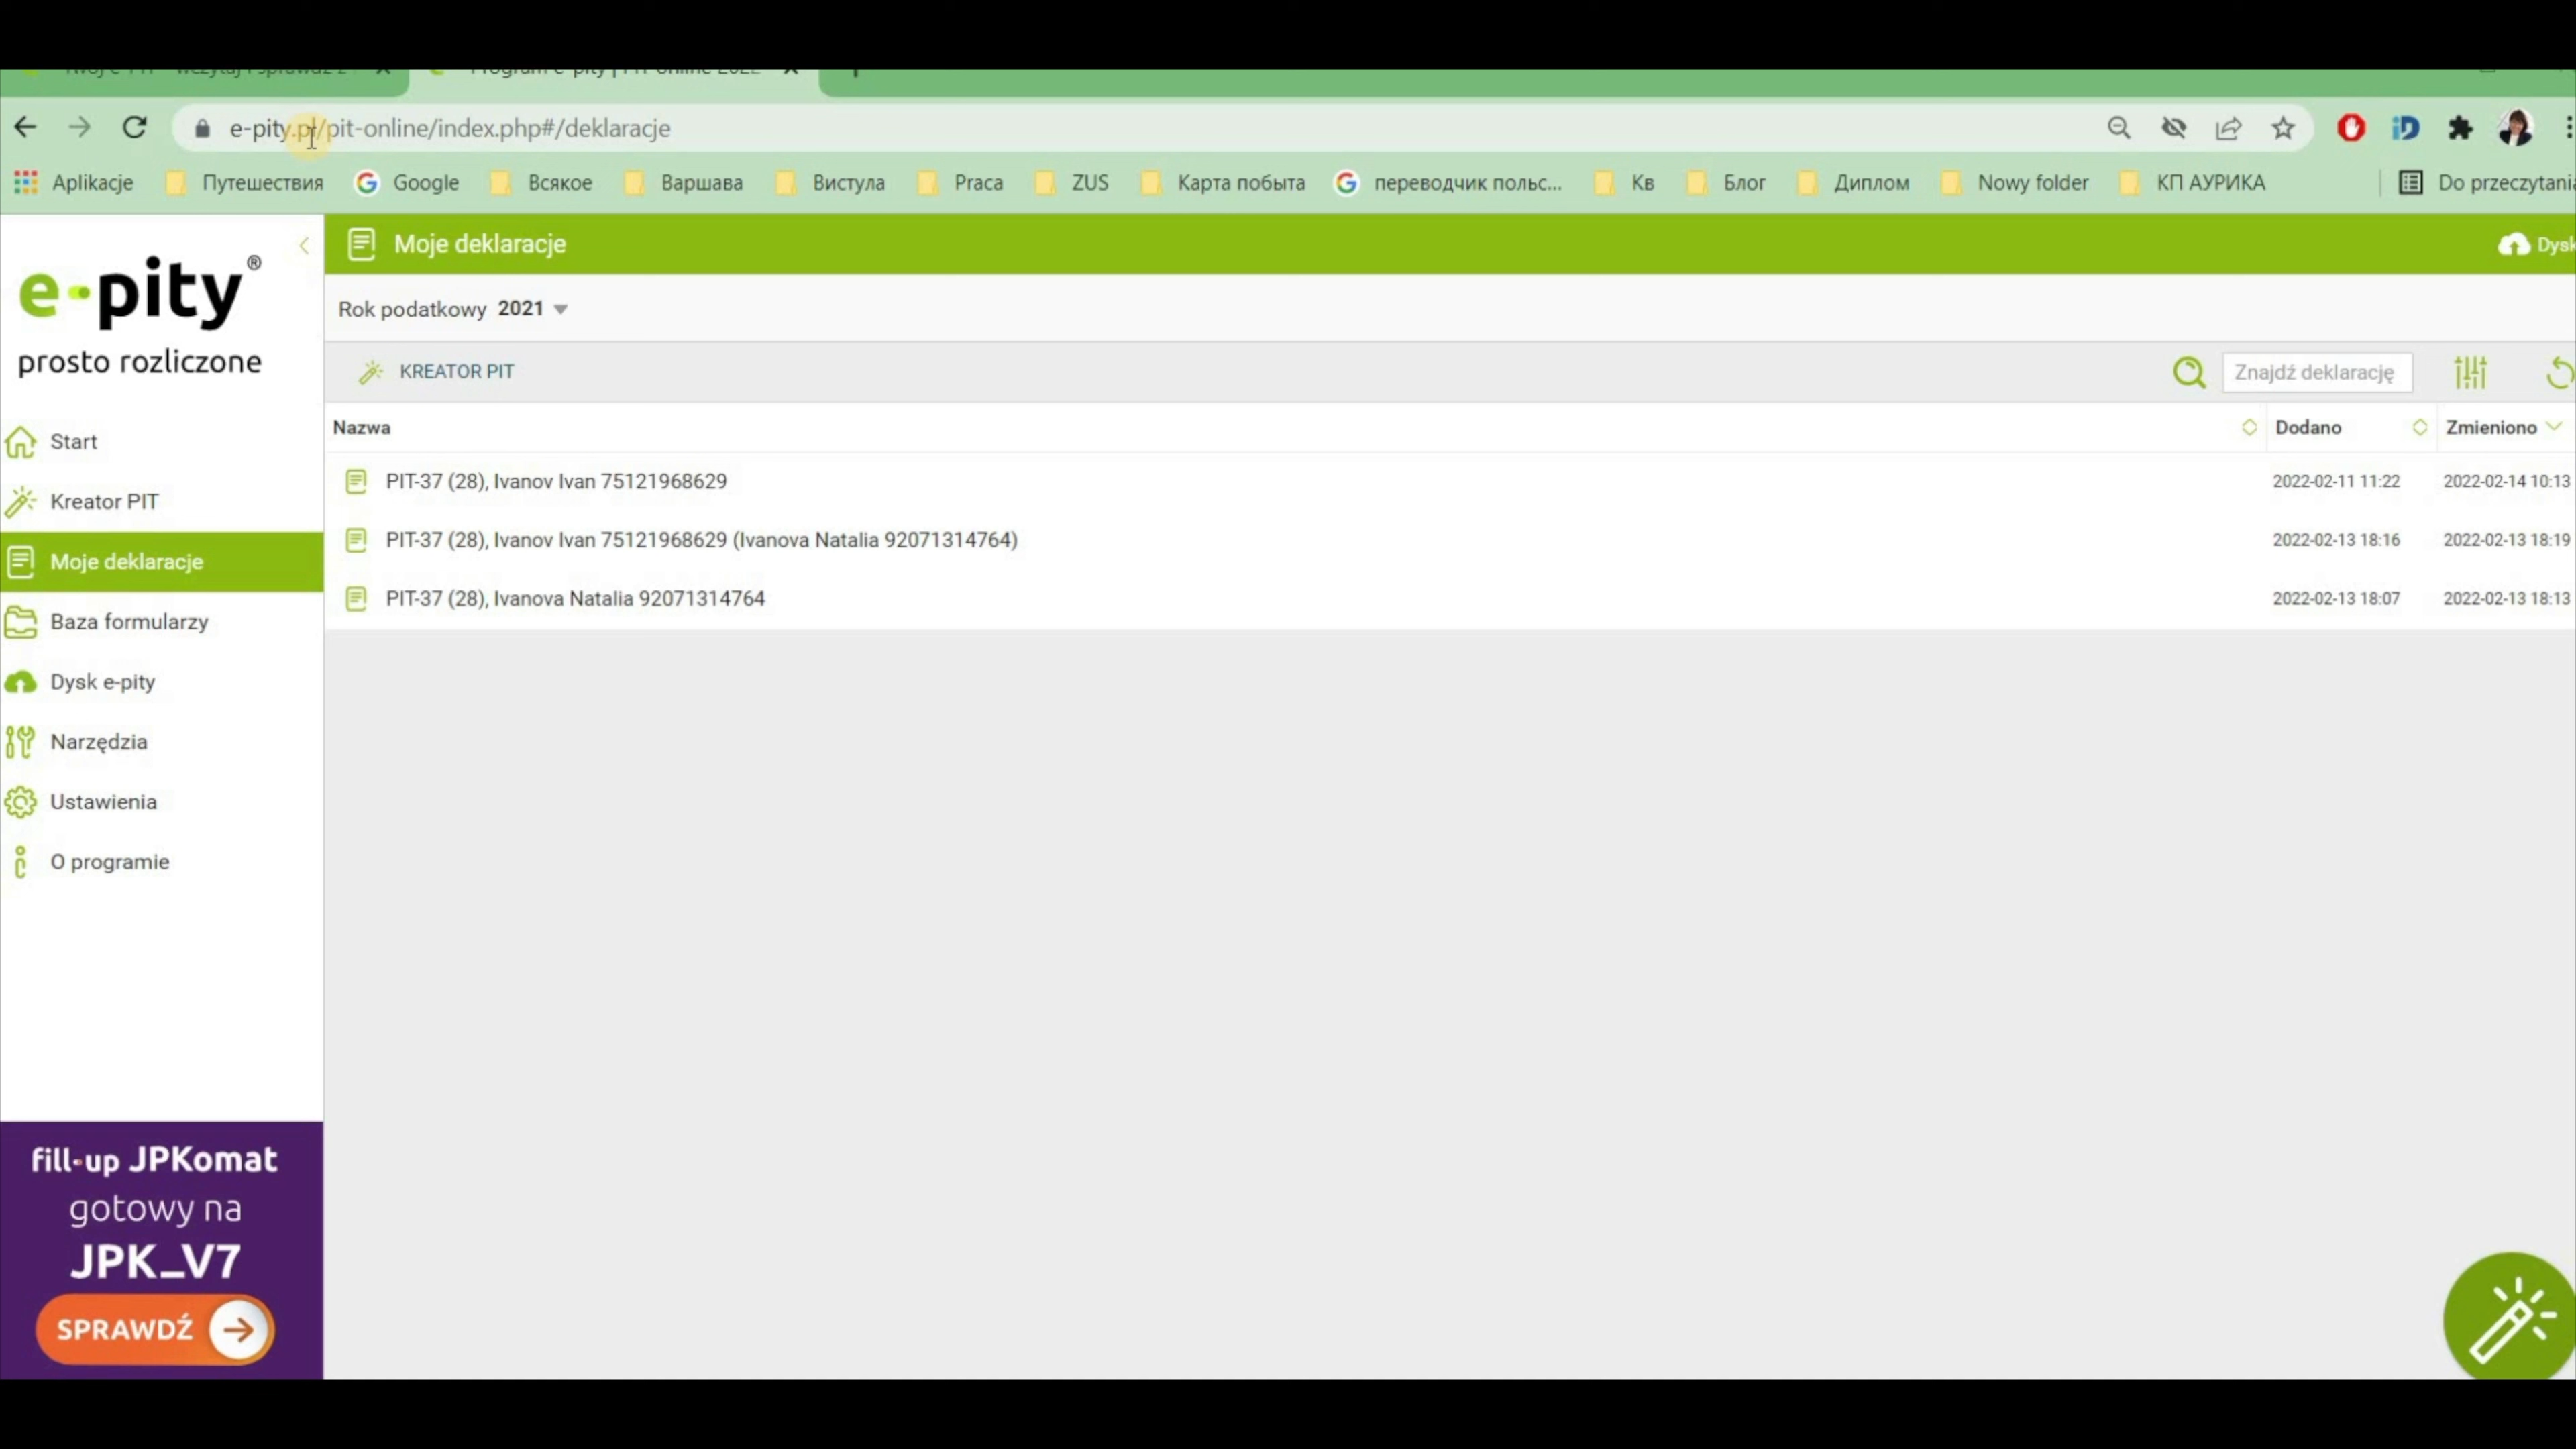 e-pity.pl/pit-online/index.php#/deklaracje
Aplikacje Путешествия Google Всякое Варшава Вистула Praca ZUS Карта побыта переводчик польс... Кв Блог Диплом Nowy folder КП АУРИКА Do przeczytania
e-pity®
prosto rozliczone
Start
Kreator PIT
Moje deklaracje
Baza formularzy
Dysk e-pity
Narzędzia
Ustawienia
O programie
fill-up JPKomat
gotowy na
JPK_V7
SPRAWDŹ
Moje deklaracje Dysk
Rok podatkowy 2021
KREATOR PIT Znajdź deklarację
Nazwa Dodano Zmieniono
PIT-37 (28), Ivanov Ivan 75121968629 2022-02-11 11:22 2022-02-14 10:13
PIT-37 (28), Ivanov Ivan 75121968629 (Ivanova Natalia 92071314764) 2022-02-13 18:16 2022-02-13 18:19
PIT-37 (28), Ivanova Natalia 92071314764 2022-02-13 18:07 2022-02-13 18:13